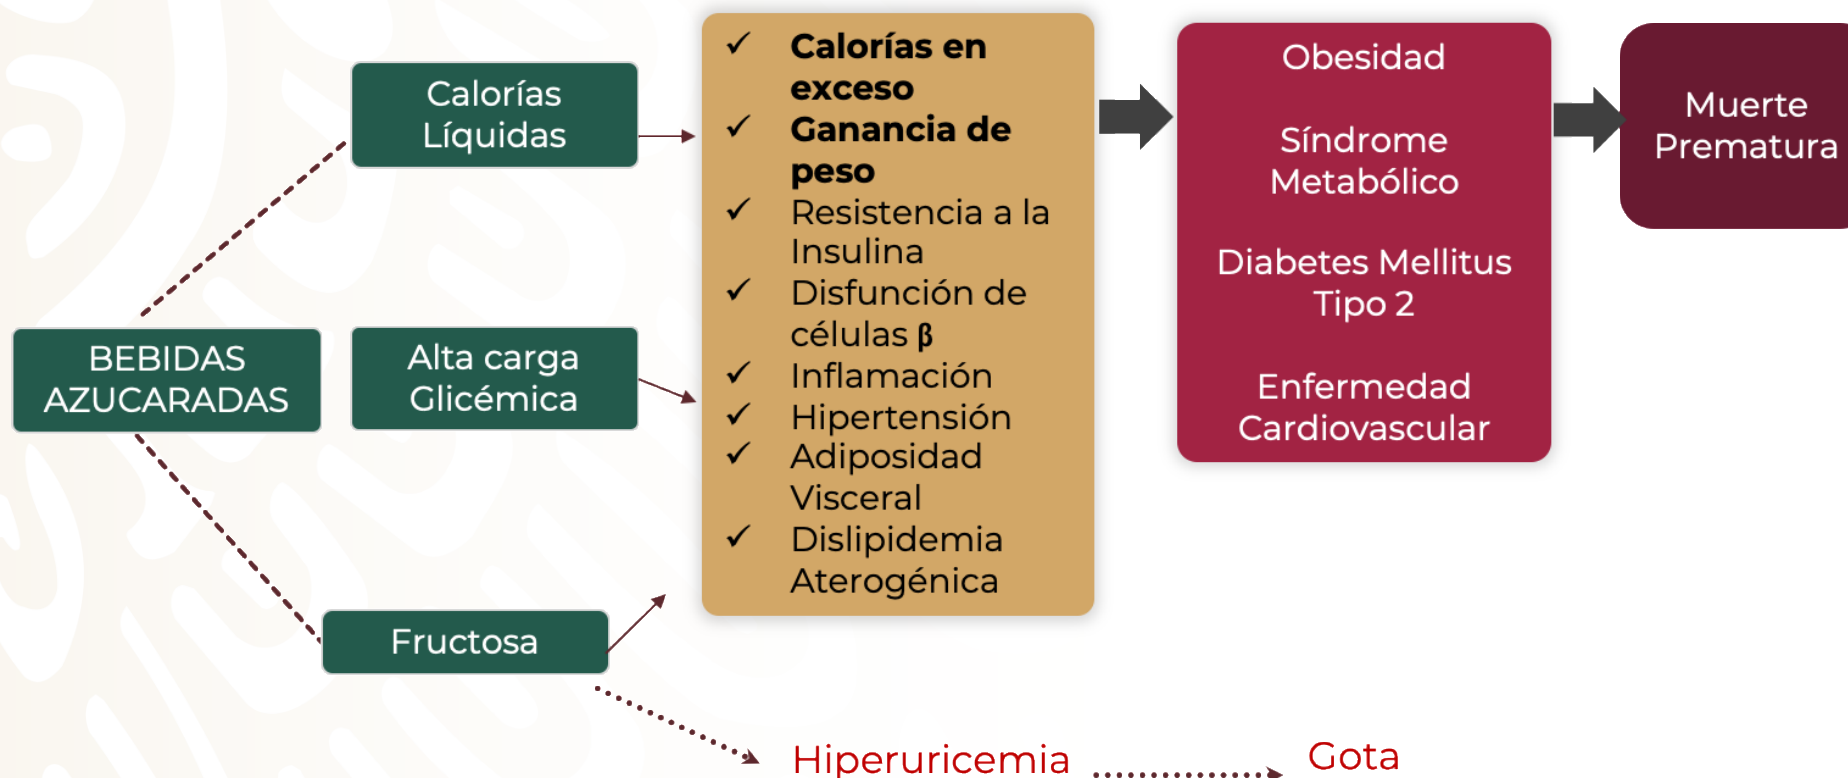 Calorías
Líquidas
BEBIDAS
AZUCARADAS
Alta carga
Glicémica
Fructosa
✓ Calorías en
exceso
✓ Ganancia de
peso
✓ Resistencia a la
Insulina
✓ Disfunción de
células β
✓ Inflamación
✓ Hipertensión
✓ Adiposidad
Visceral
✓ Dislipidemia
Aterogénica
Obesidad
Síndrome
Metabólico
Diabetes Mellitus
Tipo 2
Enfermedad
Cardiovascular
Muerte
Prematura
Hiperuricemia
Gota